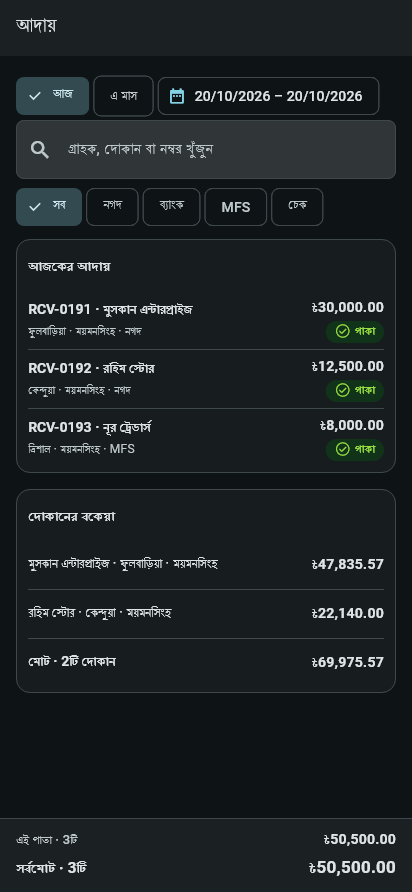 আদায়
আজ
এ মাস
20/10/2026 – 20/10/2026
গ্রাহক, দোকান বা নম্বর খুঁজুন
সব
নগদ
ব্যাংক
MFS
চেক
আজকের আদায়
RCV-0191 · মুসকান এন্টারপ্রাইজ
৳30,000.00
ফুলবাড়িয়া · ময়মনসিংহ · নগদ
পাকা
RCV-0192 · রহিম স্টোর
৳12,500.00
কেন্দুয়া · ময়মনসিংহ · নগদ
পাকা
RCV-0193 · নূর ট্রেডার্স
৳8,000.00
ত্রিশাল · ময়মনসিংহ · MFS
পাকা
দোকানের বকেয়া
মুসকান এন্টারপ্রাইজ · ফুলবাড়িয়া · ময়মনসিংহ
৳47,835.57
রহিম স্টোর · কেন্দুয়া · ময়মনসিংহ
৳22,140.00
মোট · 2টি দোকান
৳69,975.57
এই পাতা · 3টি
৳50,500.00
সর্বমোট · 3টি
৳50,500.00